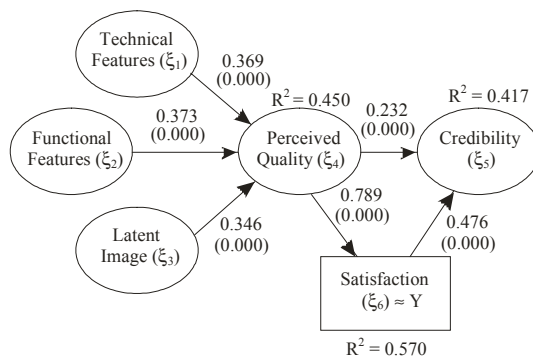 Technical
Features (ξ1)
0.369
(0.000)
R² = 0.450
R² = 0.417
0.373
(0.000)
0.232
(0.000)
Functional
Features (ξ2)
Perceived
Quality (ξ4)
Credibility
(ξ5)
0.346
(0.000)
0.789
(0.000)
0.476
(0.000)
Latent
Image (ξ3)
Satisfaction
(ξ6) ≈ Y
R² = 0.570